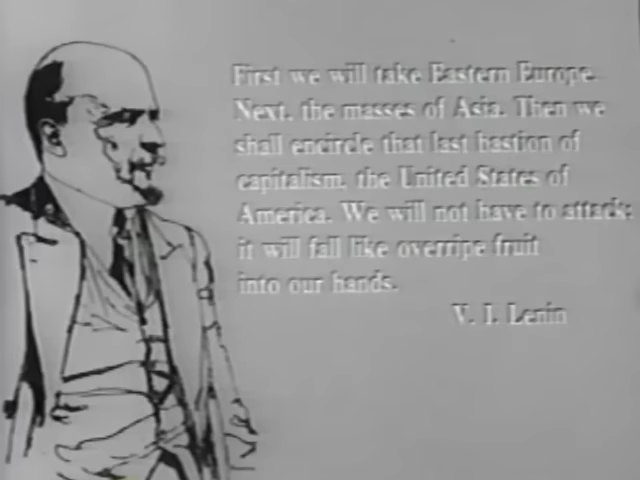 First we will take Eastern Europe.
Next, the masses of Asia. Then we
shall encircle that last bastion of
capitalism, the United States of
America. We will not have to attack;
it will fall like overripe fruit
into our hands.
V. I. Lenin